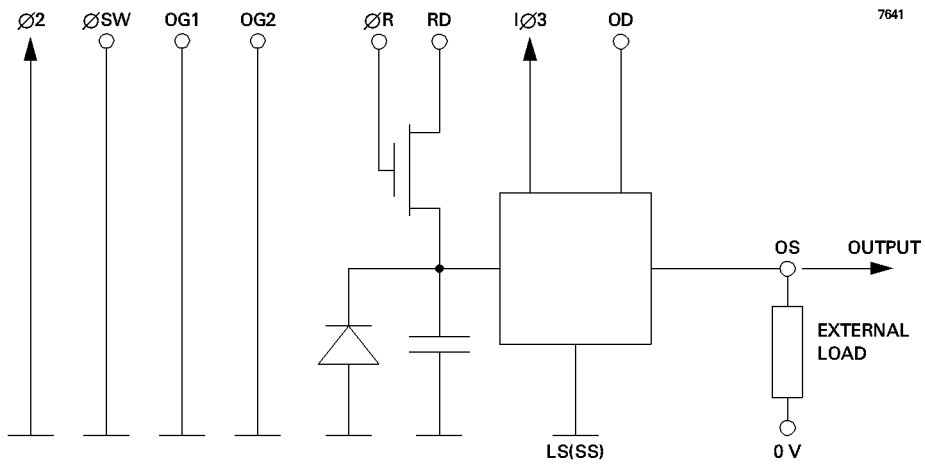 Ø2 ØSW OG1 OG2 ØR RD IØ3 OD 7641
OS OUTPUT
EXTERNAL
LOAD
LS(SS) 0 V